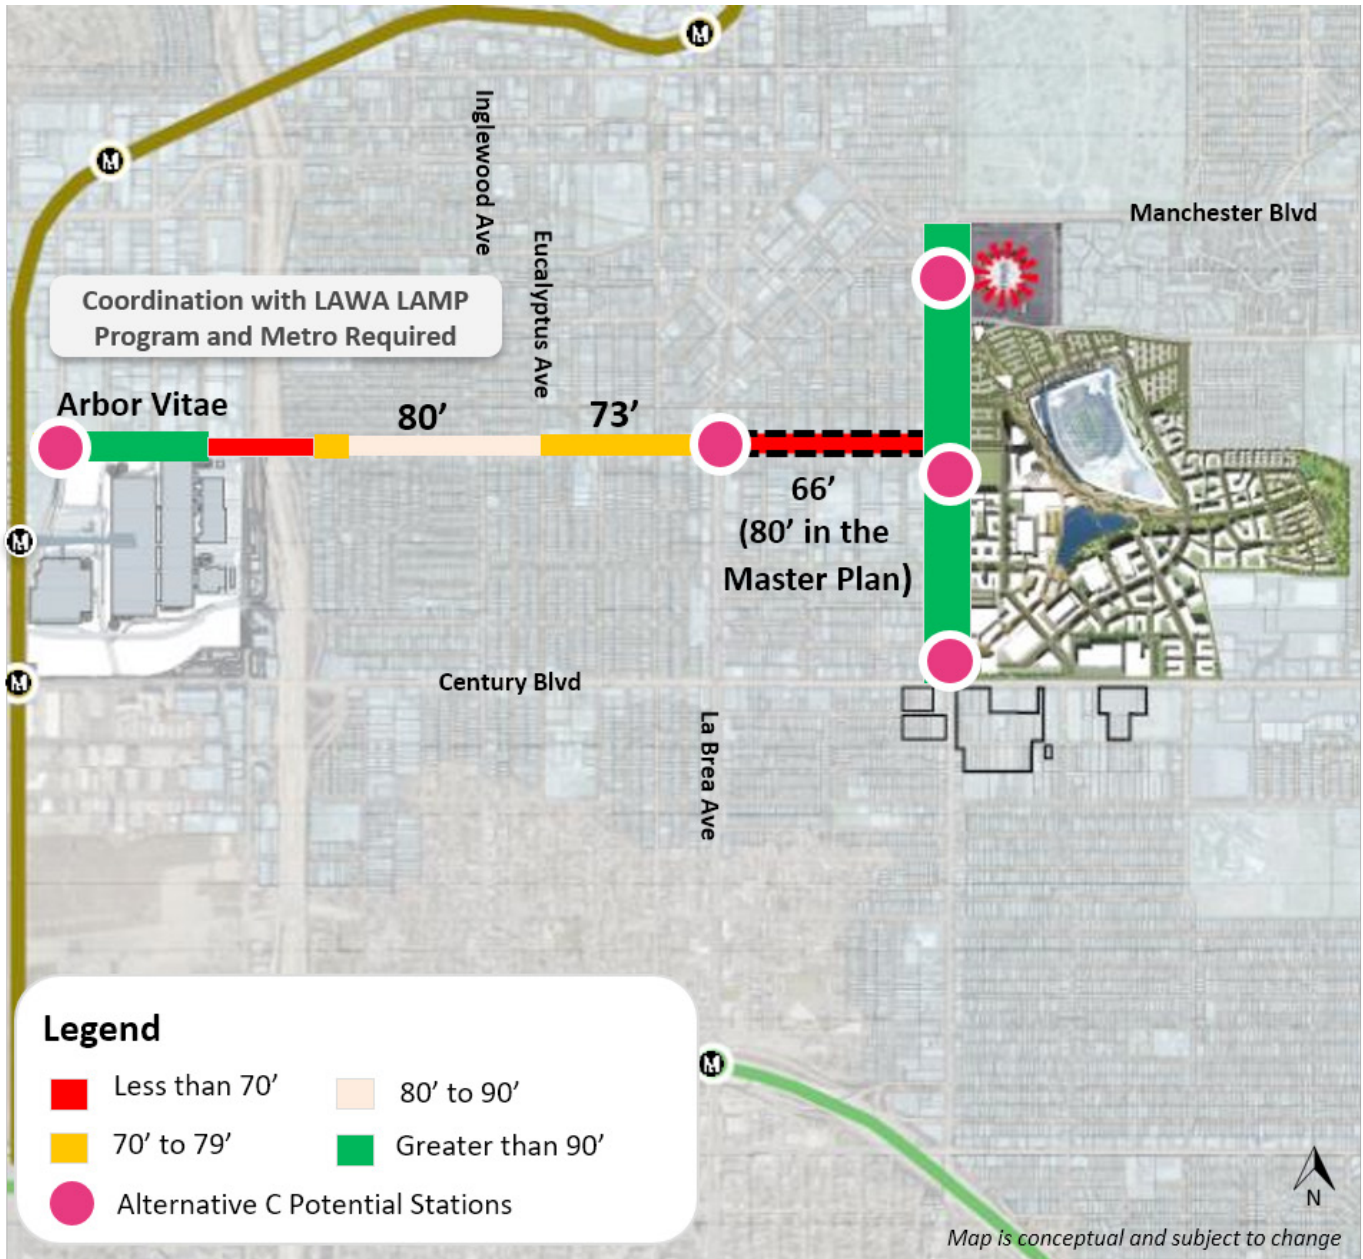 Inglewood Ave
Manchester Blvd
Eucalyptus Ave
Coordination with LAWA LAMP
Program and Metro Required
Arbor Vitae
80’
73’
66’
(80’ in the
Master Plan)
Century Blvd
La Brea Ave
M
M
M
M
M
Legend
Less than 70’
80’ to 90’
70’ to 79’
Greater than 90’
Alternative C Potential Stations
N
Map is conceptual and subject to change